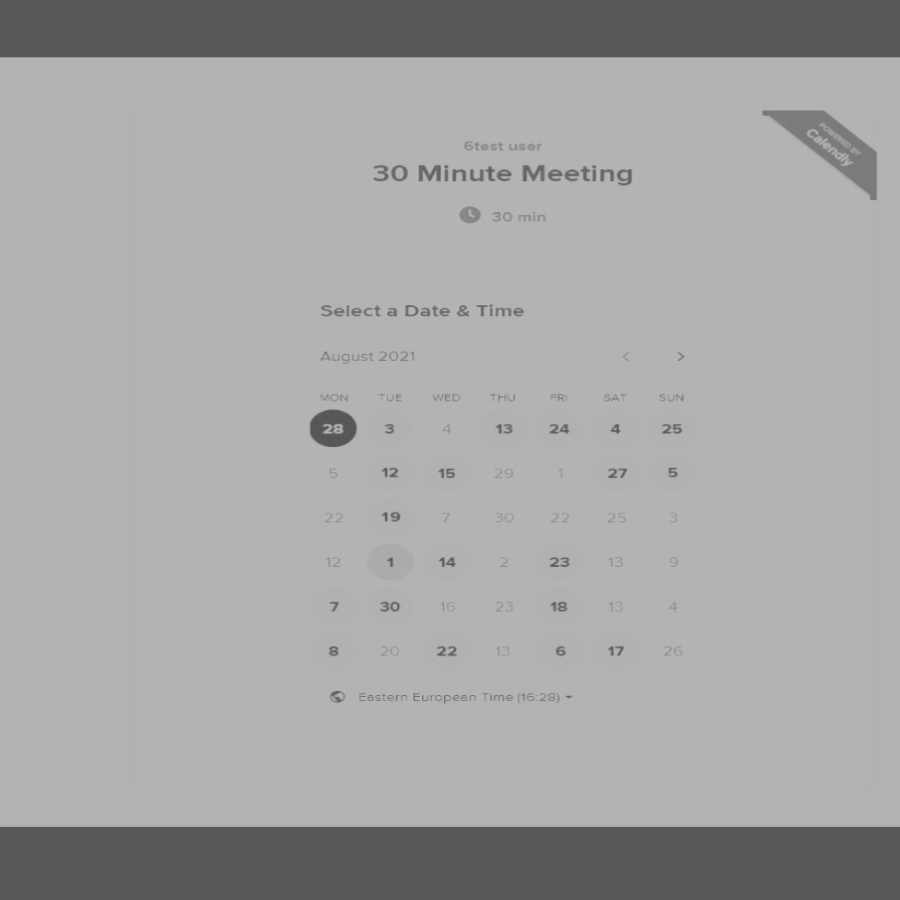 POWERED BY
Calendly
6test user
30 Minute Meeting
30 min
Select a Date & Time
August 2021
MON TUE WED THU FRI SAT SUN
28 3 4 13 24 4 25
5 12 15 29 1 27 5
22 19 7 30 22 25 3
12 1 14 2 23 13 9
7 30 16 23 18 13 4
8 20 22 13 6 17 26
Eastern European Time (16:28)